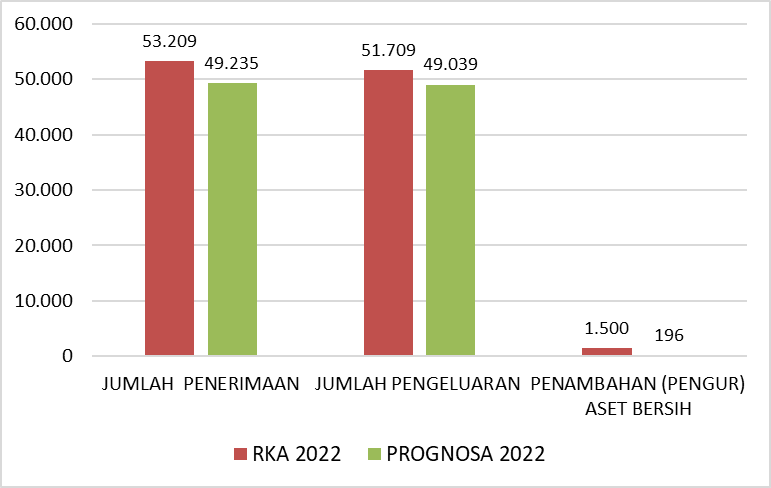 60.000
50.000
40.000
30.000
20.000
10.000
0
53.209
49.235
51.709
49.039
1.500
196
JUMLAH PENERIMAAN
JUMLAH PENGELUARAN
PENAMBAHAN (PENGUR)
ASET BERSIH
RKA 2022
PROGNOSA 2022